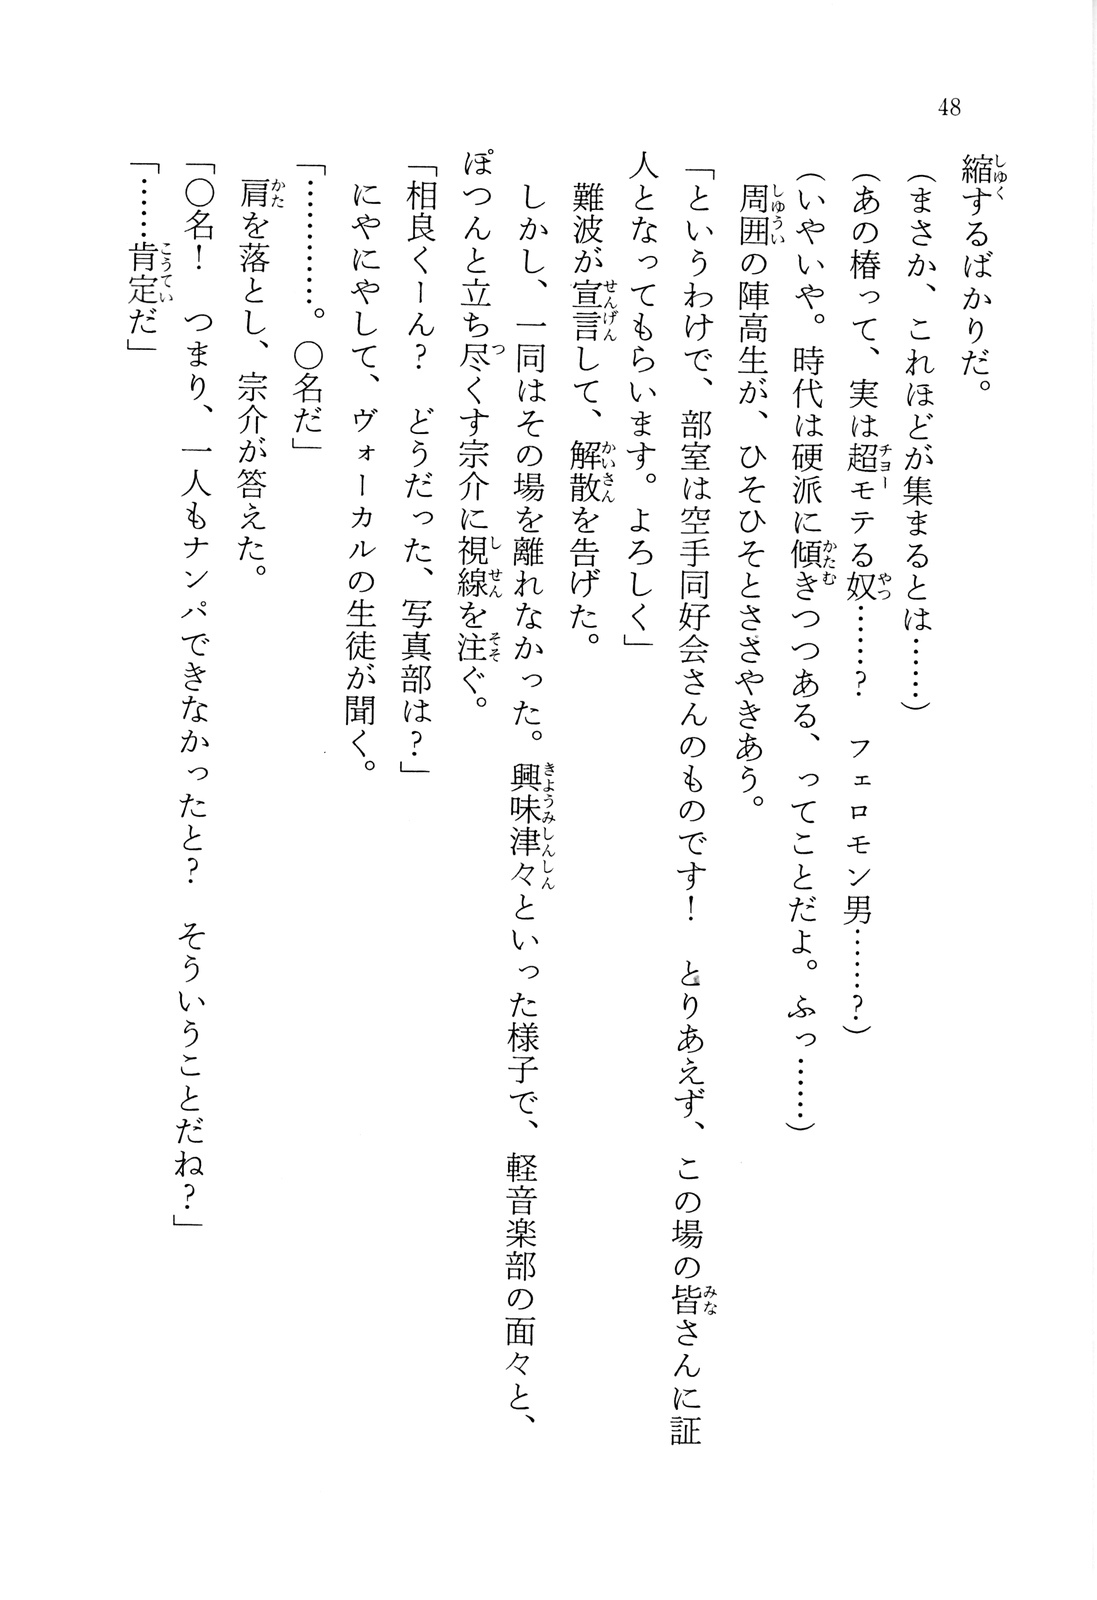 48
縮するばかりだ。
(まさか、これほどが集まるとは……)
(あの椿って、実は超モテる奴……? フェロモン男……?)
(いやいや。時代は硬派に傾きつつある、ってことだよ。ふっ……)
周囲の陣高生が、ひそひそとささやきあう。
「というわけで、部室は空手同好会さんのものです! とりあえず、この場の皆さんに証
人となってもらいます。よろしく」
難波が宣言して、解散を告げた。
しかし、一同はその場を離れなかった。興味津々といった様子で、軽音楽部の面々と、
ぽつんと立ち尽くす宗介に視線を注ぐ。
「相良くーん? どうだった、写真部は?」
にやにやして、ヴォーカルの生徒が聞く。
「…………。〇名だ」
肩を落とし、宗介が答えた。
「〇名! つまり、一人もナンパできなかったと? そういうことだね?」
「……肯定だ」